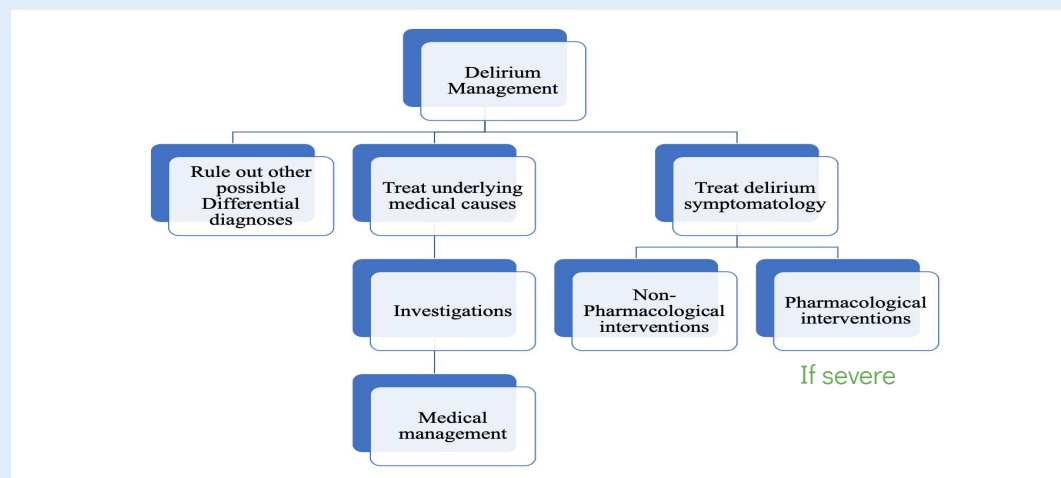 Delirium
Management
Rule out other
possible
Differential
diagnoses
Treat underlying
medical causes
Treat delirium
symptomatology
Investigations
Non-
Pharmacological
interventions
Pharmacological
interventions
If severe
Medical
management